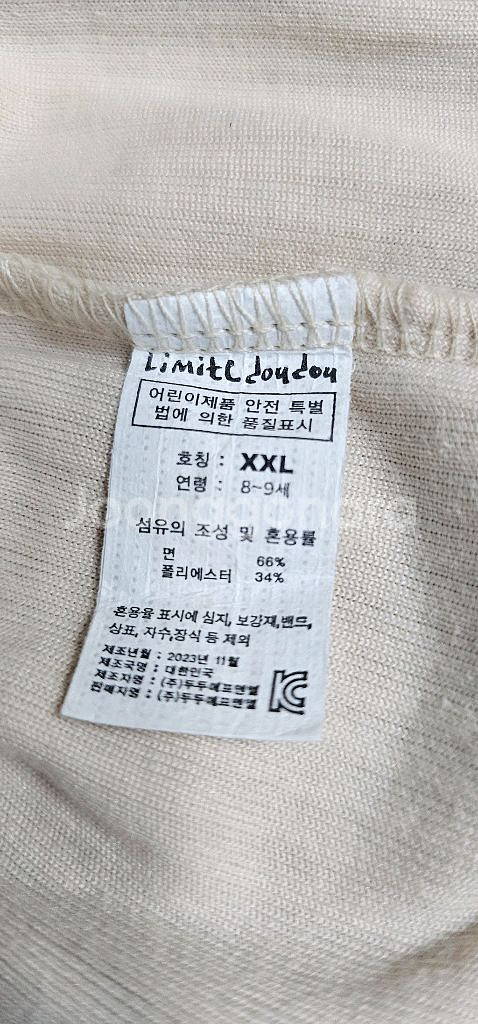 Limite doudou
어린이제품 안전 특별
법에 의한 품질표시
호칭 : XXL
연령 : 8~9세
섬유의 조성 및 혼용률
면 66%
폴리에스터 34%
혼용율 표시에 심지, 보강재,밴드,
상표, 자수,장식 등 제외
제조년월 : 2023년 11월
제조국명 : 대한민국
제조자명 : (주)두두에프앤엘
판매자명 : (주)두두에프앤엘